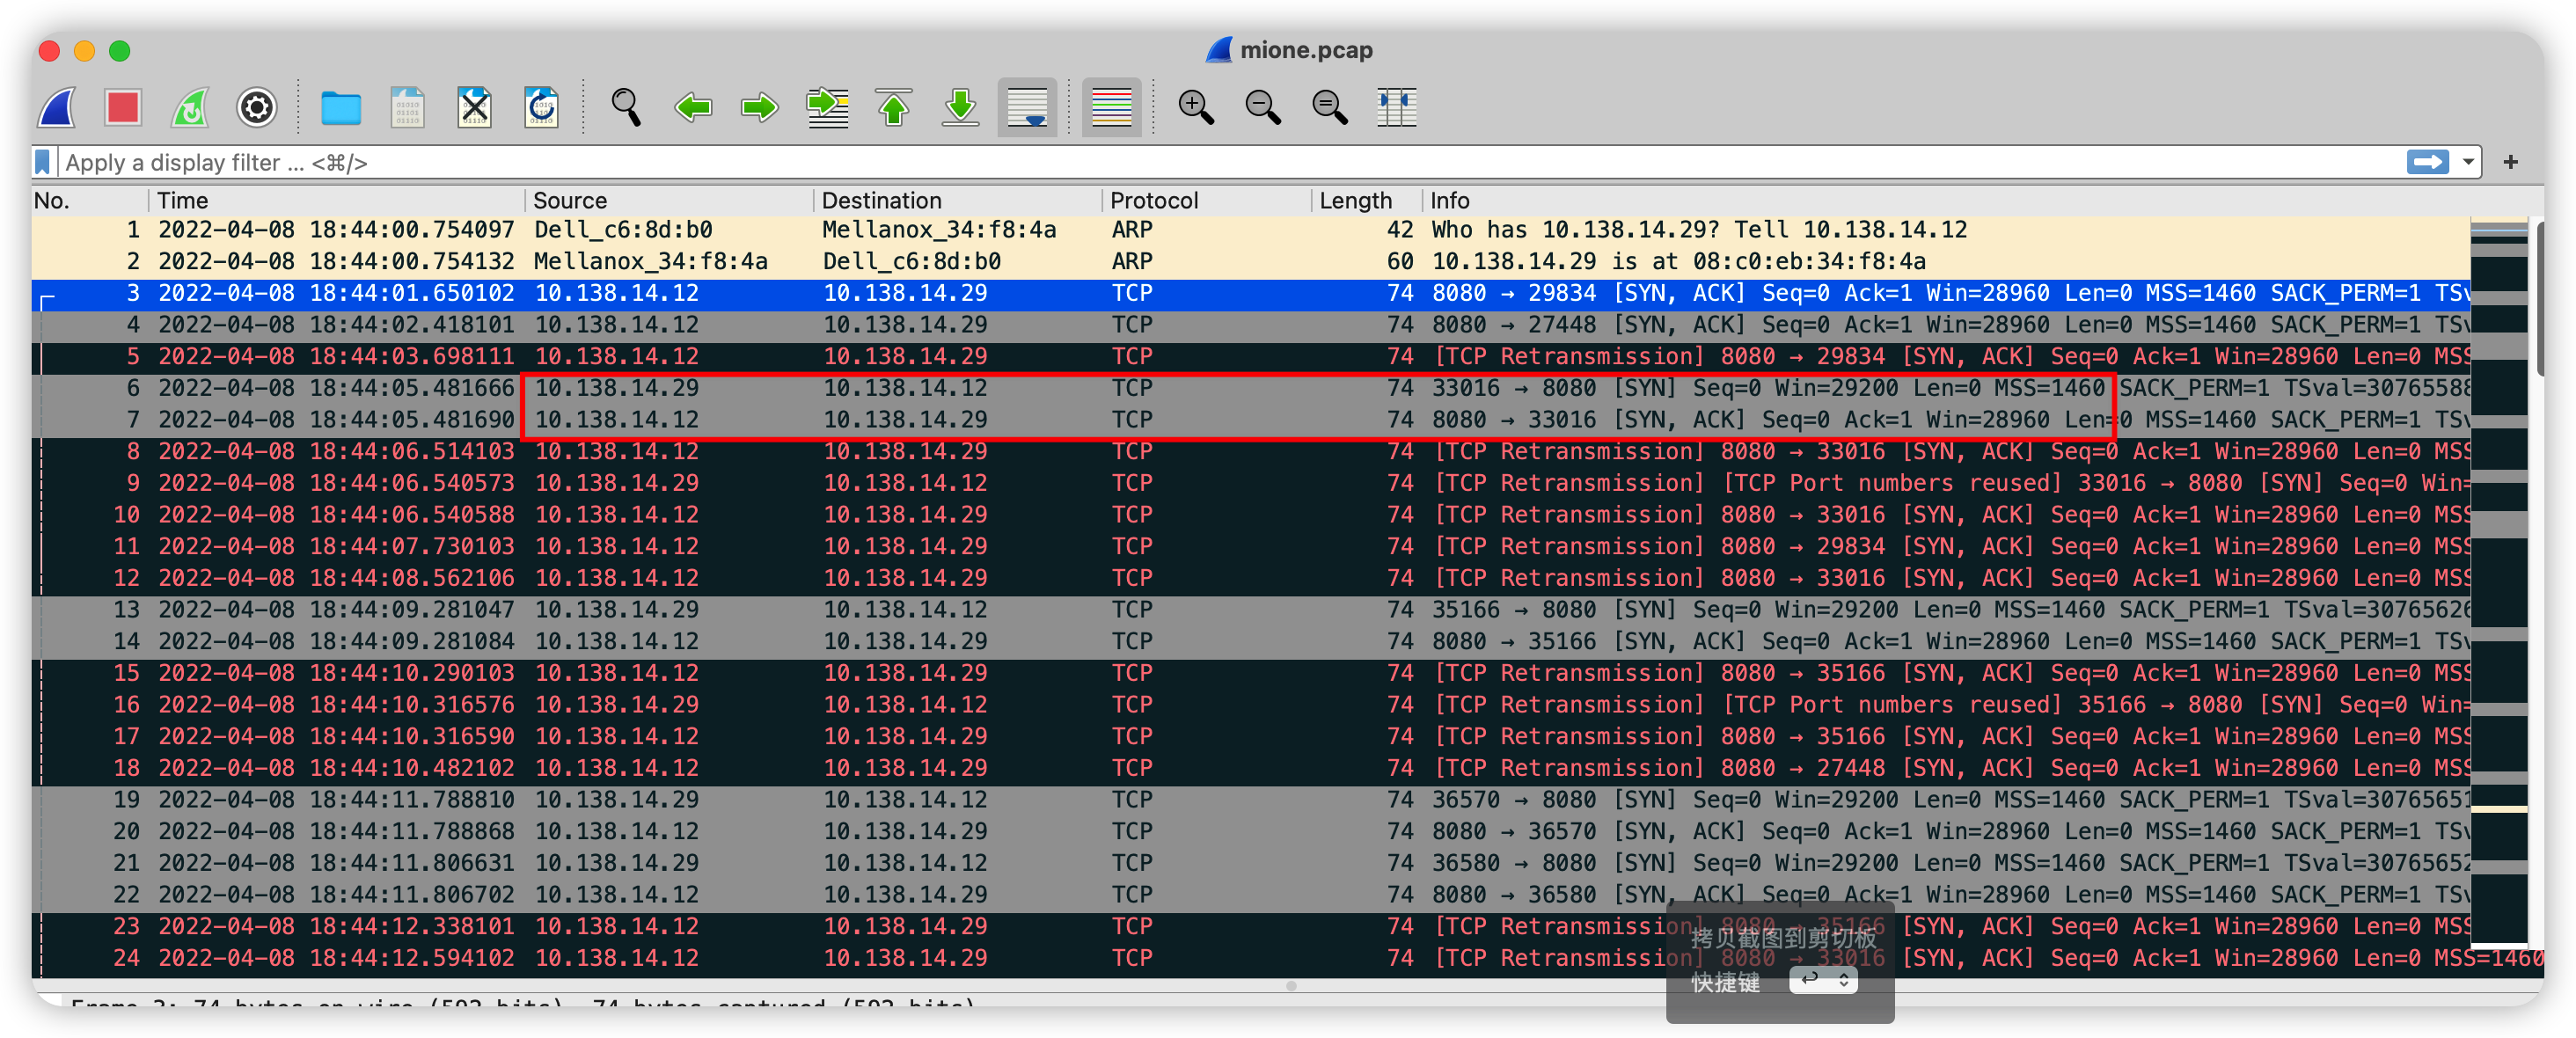 mione.pcap
Apply a display filter ... <⌘/>
No. Time Source Destination Protocol Length Info
1 2022-04-08 18:44:00.754097 Dell_c6:8d:b0 Mellanox_34:f8:4a ARP 42 Who has 10.138.14.29? Tell 10.138.14.12
2 2022-04-08 18:44:00.754132 Mellanox_34:f8:4a Dell_c6:8d:b0 ARP 60 10.138.14.29 is at 08:c0:eb:34:f8:4a
3 2022-04-08 18:44:01.650102 10.138.14.12 10.138.14.29 TCP 74 8080 → 29834 [SYN, ACK] Seq=0 Ack=1 Win=28960 Len=0 MSS=1460 SACK_PERM=1 TSv
4 2022-04-08 18:44:02.418101 10.138.14.12 10.138.14.29 TCP 74 8080 → 27448 [SYN, ACK] Seq=0 Ack=1 Win=28960 Len=0 MSS=1460 SACK_PERM=1 TSv
5 2022-04-08 18:44:03.698111 10.138.14.12 10.138.14.29 TCP 74 [TCP Retransmission] 8080 → 29834 [SYN, ACK] Seq=0 Ack=1 Win=28960 Len=0 MSS
6 2022-04-08 18:44:05.481666 10.138.14.29 10.138.14.12 TCP 74 33016 → 8080 [SYN] Seq=0 Win=29200 Len=0 MSS=1460 SACK_PERM=1 TSval=30765588
7 2022-04-08 18:44:05.481690 10.138.14.12 10.138.14.29 TCP 74 8080 → 33016 [SYN, ACK] Seq=0 Ack=1 Win=28960 Len=0 MSS=1460 SACK_PERM=1 TSv
8 2022-04-08 18:44:06.514103 10.138.14.12 10.138.14.29 TCP 74 [TCP Retransmission] 8080 → 33016 [SYN, ACK] Seq=0 Ack=1 Win=28960 Len=0 MSS
9 2022-04-08 18:44:06.540573 10.138.14.29 10.138.14.12 TCP 74 [TCP Retransmission] [TCP Port numbers reused] 33016 → 8080 [SYN] Seq=0 Win=
10 2022-04-08 18:44:06.540588 10.138.14.12 10.138.14.29 TCP 74 [TCP Retransmission] 8080 → 33016 [SYN, ACK] Seq=0 Ack=1 Win=28960 Len=0 MSS
11 2022-04-08 18:44:07.730103 10.138.14.12 10.138.14.29 TCP 74 [TCP Retransmission] 8080 → 29834 [SYN, ACK] Seq=0 Ack=1 Win=28960 Len=0 MSS
12 2022-04-08 18:44:08.562106 10.138.14.12 10.138.14.29 TCP 74 [TCP Retransmission] 8080 → 33016 [SYN, ACK] Seq=0 Ack=1 Win=28960 Len=0 MSS
13 2022-04-08 18:44:09.281047 10.138.14.29 10.138.14.12 TCP 74 35166 → 8080 [SYN] Seq=0 Win=29200 Len=0 MSS=1460 SACK_PERM=1 TSval=30765626
14 2022-04-08 18:44:09.281084 10.138.14.12 10.138.14.29 TCP 74 8080 → 35166 [SYN, ACK] Seq=0 Ack=1 Win=28960 Len=0 MSS=1460 SACK_PERM=1 TSv
15 2022-04-08 18:44:10.290103 10.138.14.12 10.138.14.29 TCP 74 [TCP Retransmission] 8080 → 35166 [SYN, ACK] Seq=0 Ack=1 Win=28960 Len=0 MSS
16 2022-04-08 18:44:10.316576 10.138.14.29 10.138.14.12 TCP 74 [TCP Retransmission] [TCP Port numbers reused] 35166 → 8080 [SYN] Seq=0 Win=
17 2022-04-08 18:44:10.316590 10.138.14.12 10.138.14.29 TCP 74 [TCP Retransmission] 8080 → 35166 [SYN, ACK] Seq=0 Ack=1 Win=28960 Len=0 MSS
18 2022-04-08 18:44:10.482102 10.138.14.12 10.138.14.29 TCP 74 [TCP Retransmission] 8080 → 27448 [SYN, ACK] Seq=0 Ack=1 Win=28960 Len=0 MSS
19 2022-04-08 18:44:11.788810 10.138.14.29 10.138.14.12 TCP 74 36570 → 8080 [SYN] Seq=0 Win=29200 Len=0 MSS=1460 SACK_PERM=1 TSval=30765651
20 2022-04-08 18:44:11.788868 10.138.14.12 10.138.14.29 TCP 74 8080 → 36570 [SYN, ACK] Seq=0 Ack=1 Win=28960 Len=0 MSS=1460 SACK_PERM=1 TSv
21 2022-04-08 18:44:11.806631 10.138.14.29 10.138.14.12 TCP 74 36580 → 8080 [SYN] Seq=0 Win=29200 Len=0 MSS=1460 SACK_PERM=1 TSval=30765652
22 2022-04-08 18:44:11.806702 10.138.14.12 10.138.14.29 TCP 74 8080 → 36580 [SYN, ACK] Seq=0 Ack=1 Win=28960 Len=0 MSS=1460 SACK_PERM=1 TSv
23 2022-04-08 18:44:12.338101 10.138.14.12 10.138.14.29 TCP 74 [TCP Retransmission] 8080 → 35166 [SYN, ACK] Seq=0 Ack=1 Win=28960 Len=0 MSS
拷贝截图到剪切板
24 2022-04-08 18:44:12.594102 10.138.14.12 10.138.14.29 TCP 74 [TCP Retransmission] 8080 → 33016 [SYN, ACK] Seq=0 Ack=1 Win=28960 Len=0 MSS=1460
快捷键
Frame 3: 74 bytes on wire (592 bits), 74 bytes captured (592 bits)